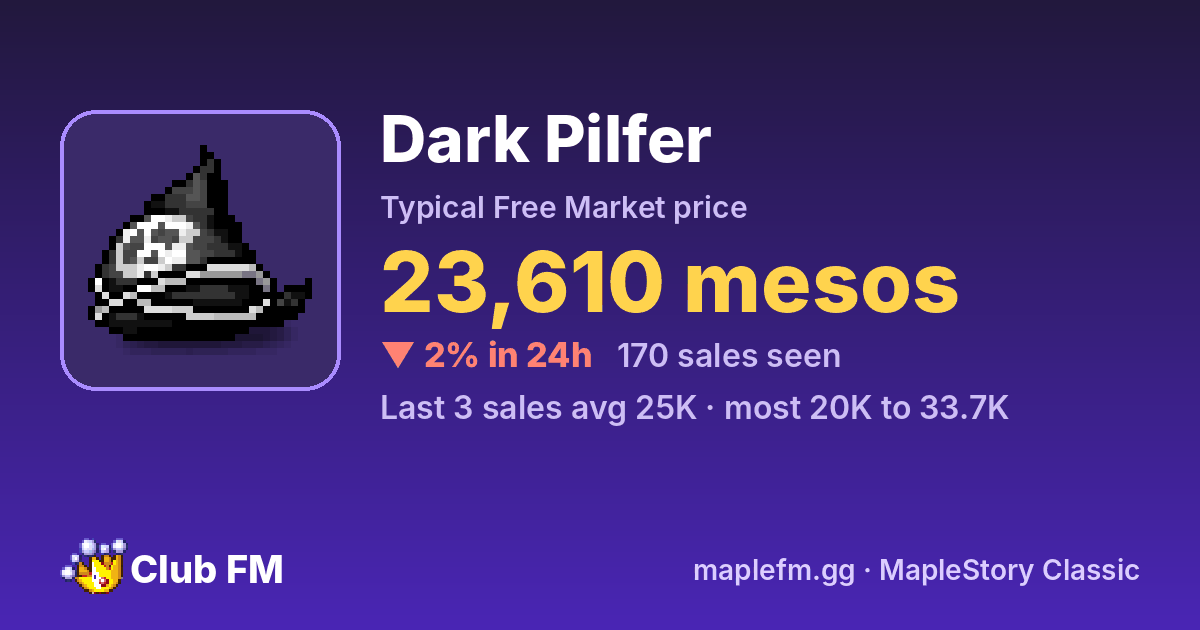 Dark Pilfer
Typical Free Market price
23,610 mesos
▼ 2% in 24h 170 sales seen
Last 3 sales avg 25K · most 20K to 33.7K
Club FM
maplefm.gg · MapleStory Classic